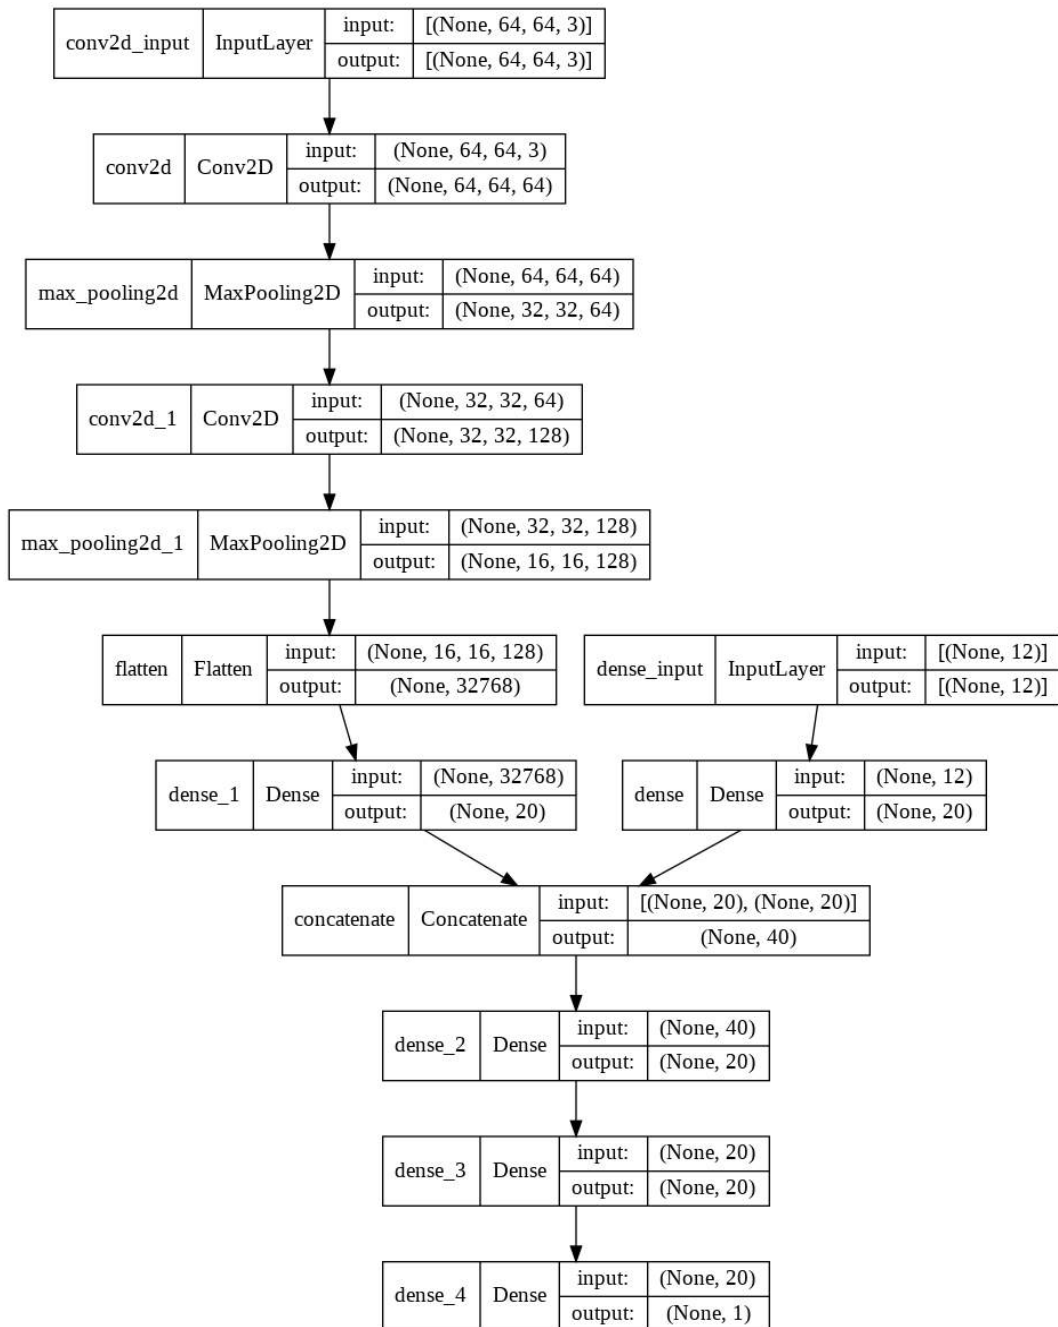 conv2d_input InputLayer input: [(None, 64, 64, 3)]
output: [(None, 64, 64, 3)]
conv2d Conv2D input: (None, 64, 64, 3)
output: (None, 64, 64, 64)
max_pooling2d MaxPooling2D input: (None, 64, 64, 64)
output: (None, 32, 32, 64)
conv2d_1 Conv2D input: (None, 32, 32, 64)
output: (None, 32, 32, 128)
max_pooling2d_1 MaxPooling2D input: (None, 32, 32, 128)
output: (None, 16, 16, 128)
flatten Flatten input: (None, 16, 16, 128)
output: (None, 32768)
dense_input InputLayer input: [(None, 12)]
output: [(None, 12)]
dense_1 Dense input: (None, 32768)
output: (None, 20)
dense Dense input: (None, 12)
output: (None, 20)
concatenate Concatenate input: [(None, 20), (None, 20)]
output: (None, 40)
dense_2 Dense input: (None, 40)
output: (None, 20)
dense_3 Dense input: (None, 20)
output: (None, 20)
dense_4 Dense input: (None, 20)
output: (None, 1)